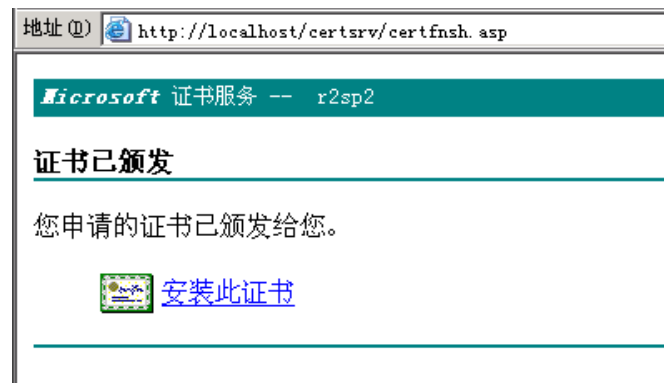 地址(D) http://localhost/certsrv/certfnsh.asp
Microsoft 证书服务 -- r2sp2
证书已颁发
您申请的证书已颁发给您。
安装此证书